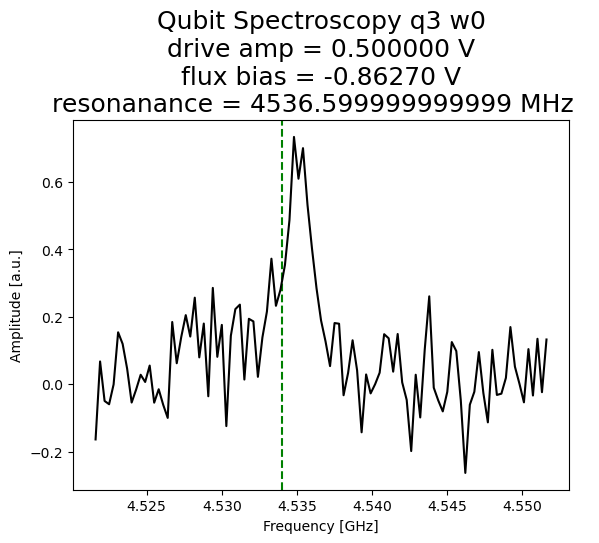 Qubit Spectroscopy q3 w0
drive amp = 0.500000 V
flux bias = -0.86270 V
resonanance = 4536.599999999999 MHz
0.6
0.4
0.2
0.0
−0.2
Amplitude [a.u.]
4.525 4.530 4.535 4.540 4.545 4.550
Frequency [GHz]